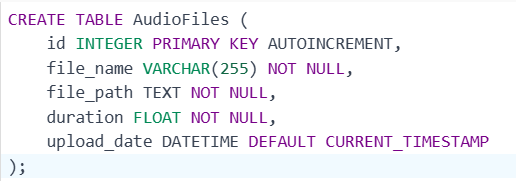 CREATE TABLE AudioFiles (
    id INTEGER PRIMARY KEY AUTOINCREMENT,
    file_name VARCHAR(255) NOT NULL,
    file_path TEXT NOT NULL,
    duration FLOAT NOT NULL,
    upload_date DATETIME DEFAULT CURRENT_TIMESTAMP
);